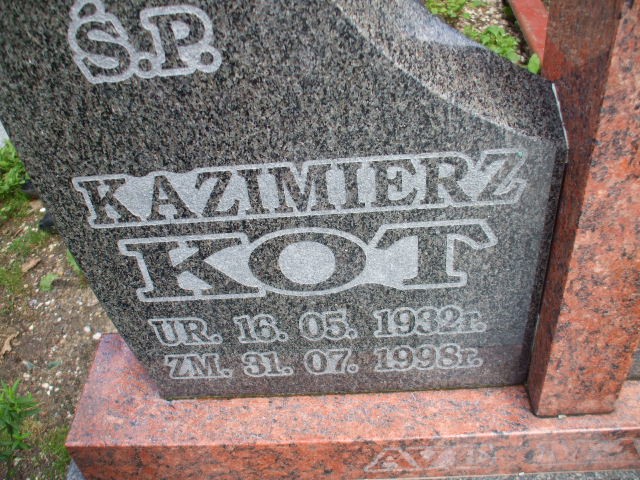 Ś.P.
KAZIMIERZ
KOT
UR. 16. 05. 1932r.
ZM. 31. 07. 1998r.